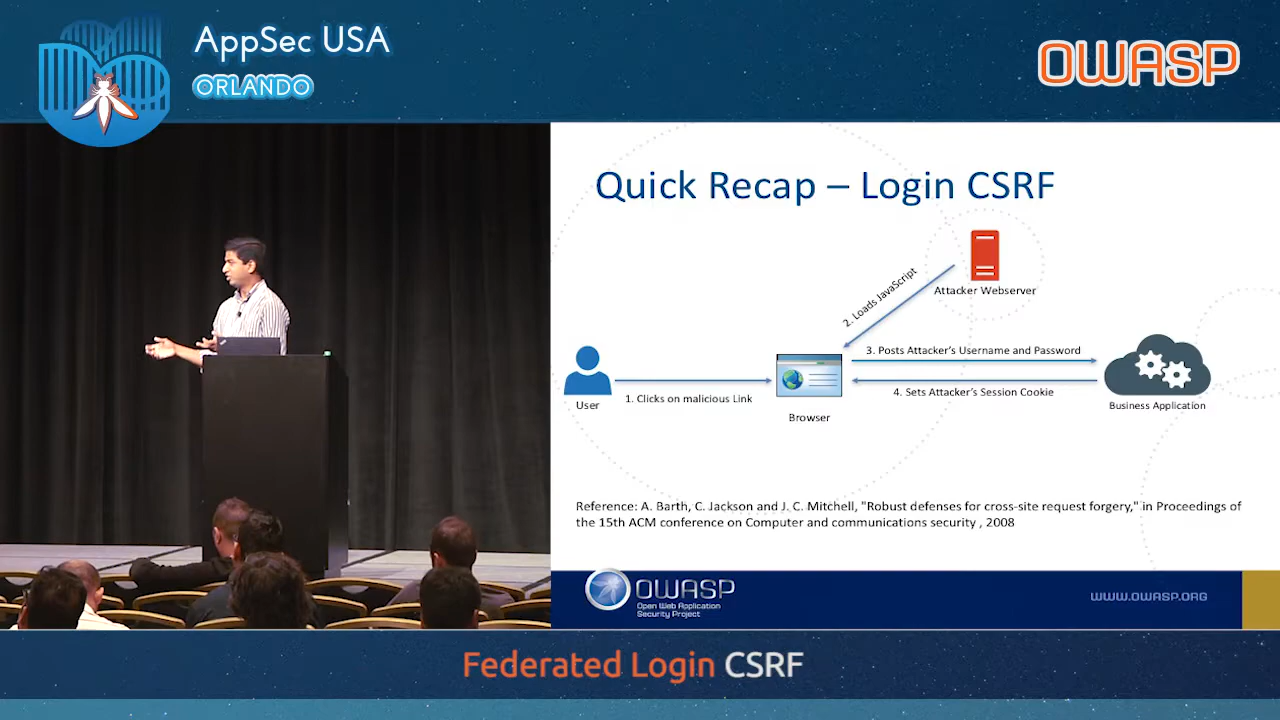 AppSec USA
ORLANDO
OWASP
Quick Recap – Login CSRF
2. Loads JavaScript
Attacker Webserver
3. Posts Attacker's Username and Password
User
1. Clicks on malicious Link
Browser
4. Sets Attacker's Session Cookie
Business Application
Reference: A. Barth, C. Jackson and J. C. Mitchell, "Robust defenses for cross-site request forgery," in Proceedings of
the 15th ACM conference on Computer and communications security , 2008
OWASP
Open Web Application
Security Project
WWW.OWASP.ORG
Federated Login CSRF